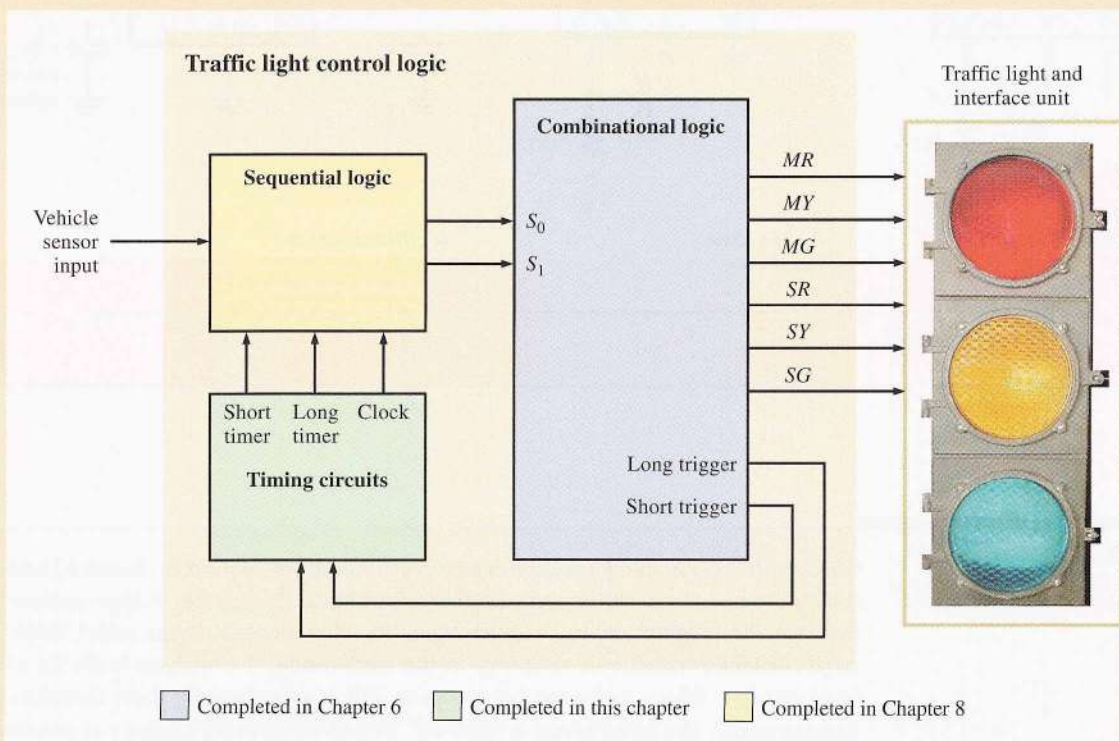 Traffic light control logic
Traffic light and
interface unit
Combinational logic
Sequential logic
Vehicle
sensor
input
S0
S1
MR
MY
MG
SR
SY
SG
Short
timer
Long
timer
Clock
Timing circuits
Long trigger
Short trigger
Completed in Chapter 6
Completed in this chapter
Completed in Chapter 8